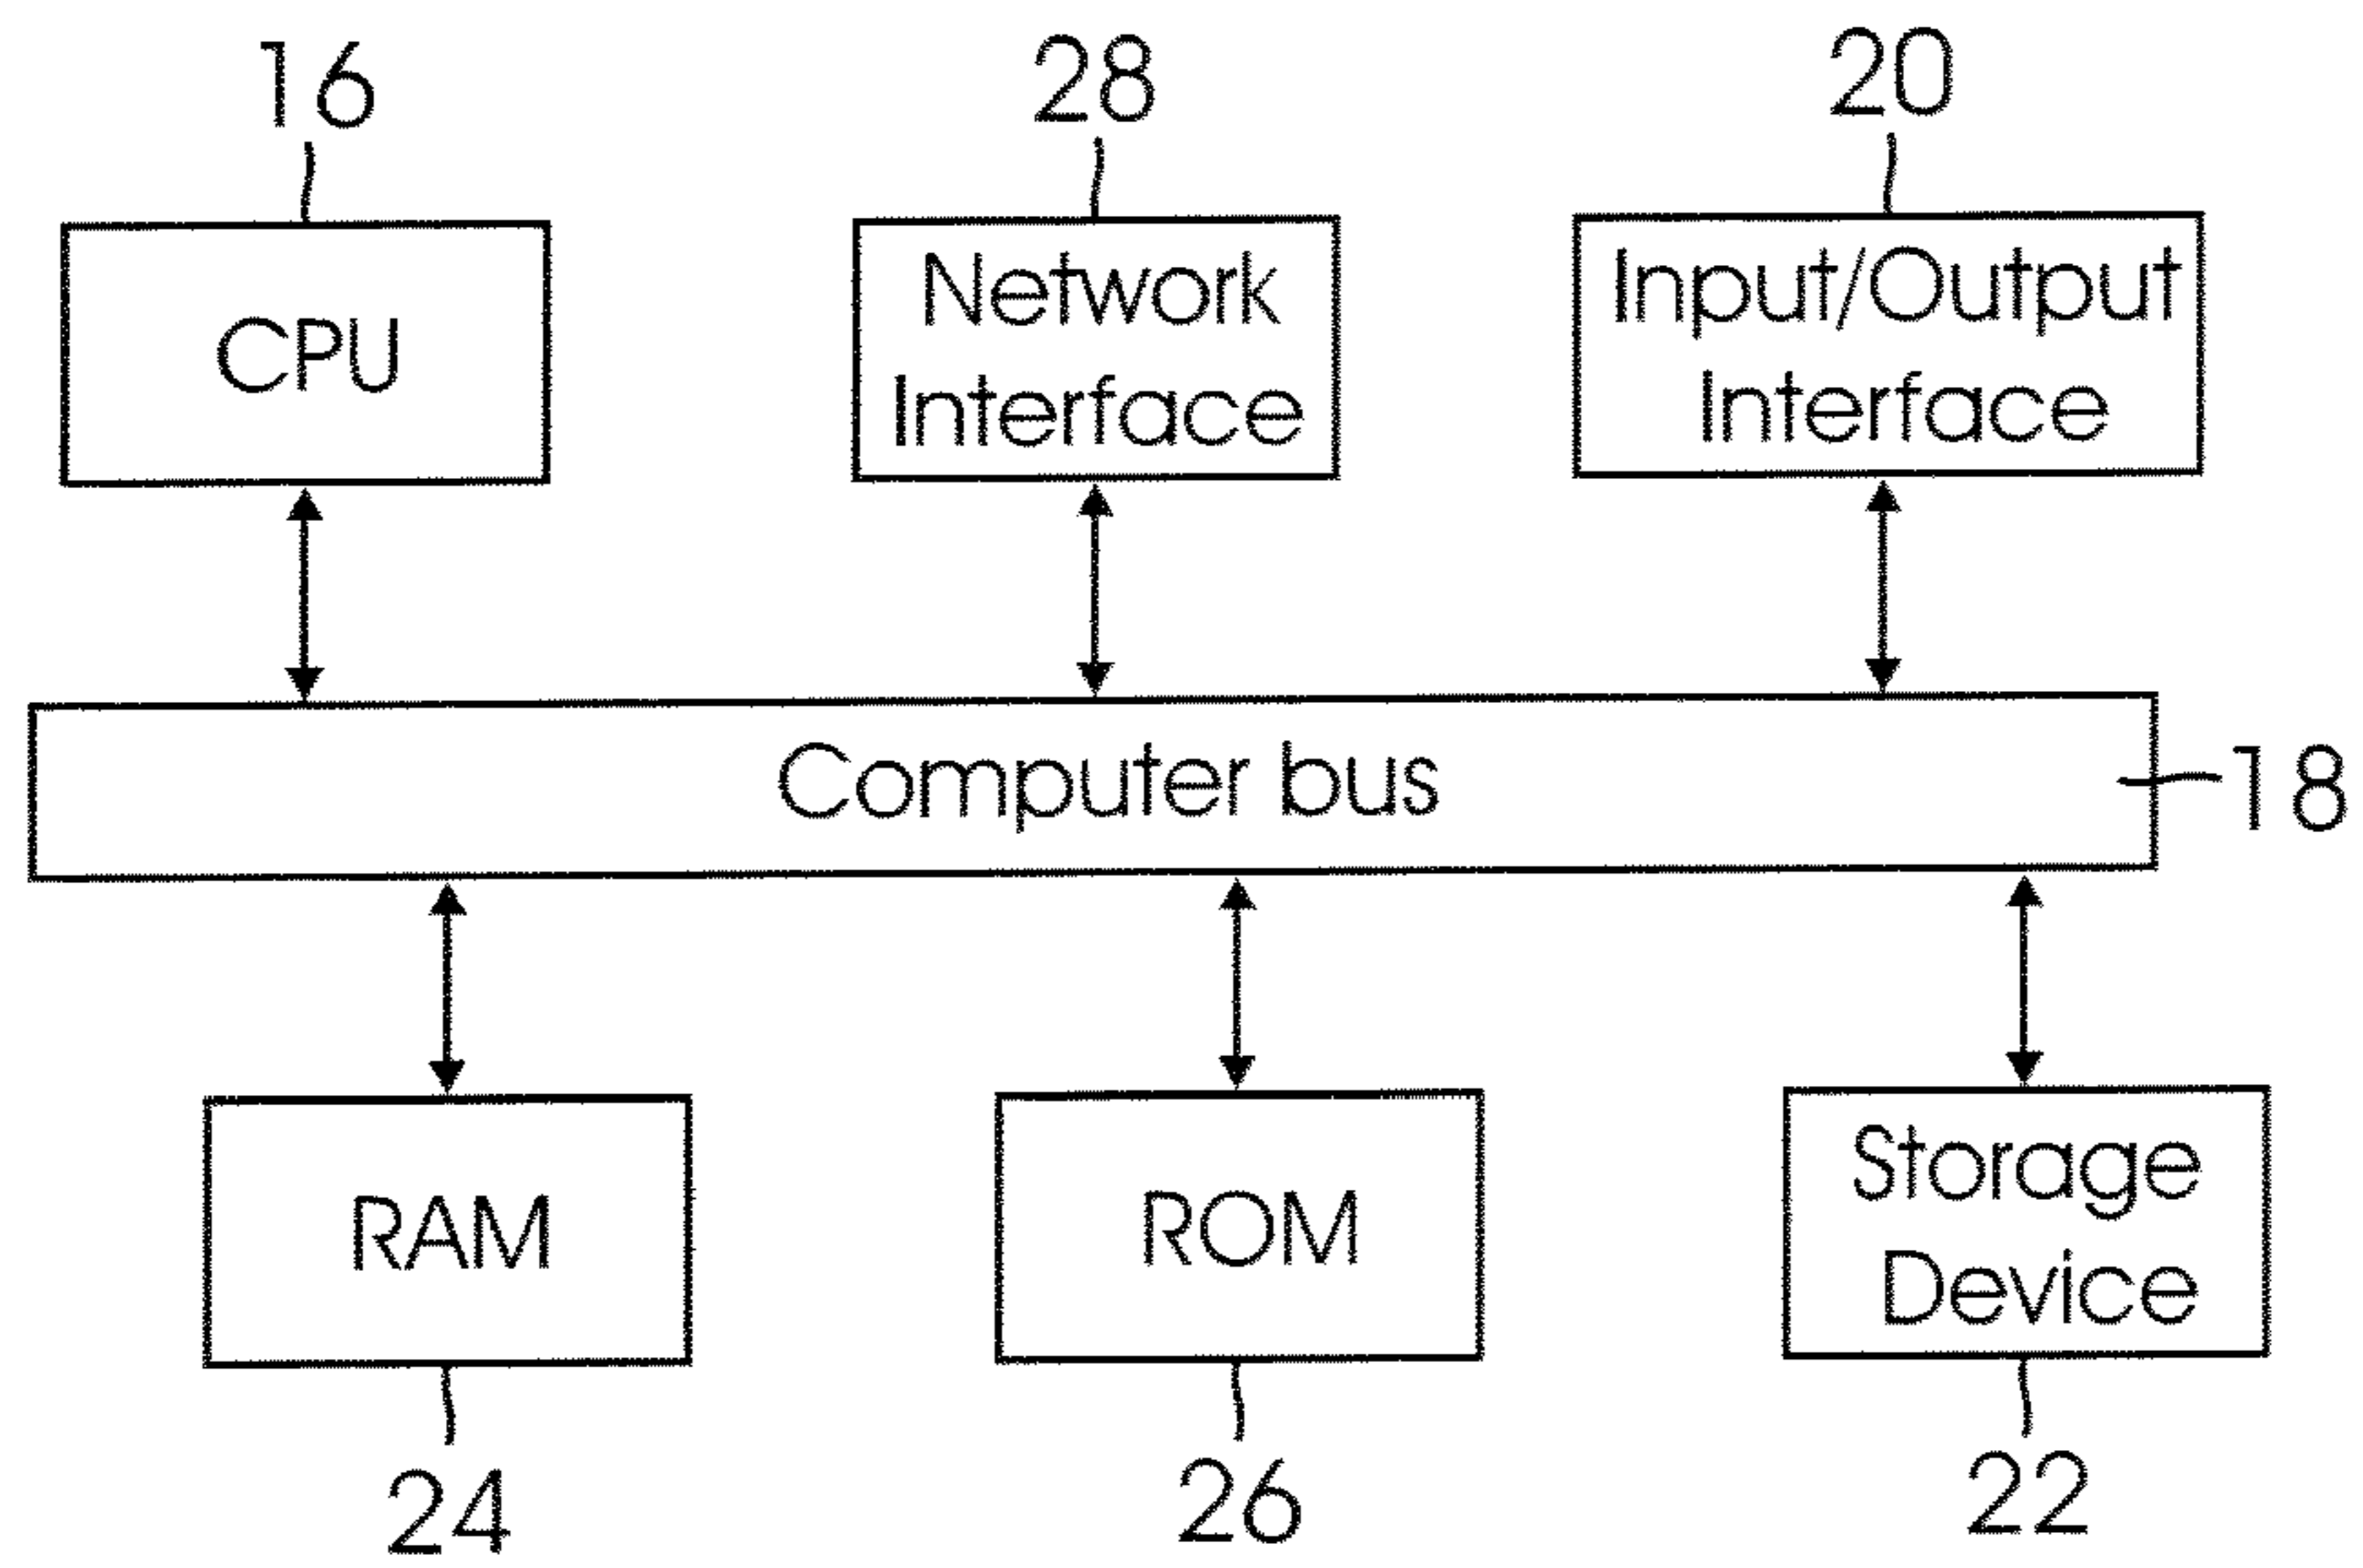 16
28
20
CPU
Network
Interface
Input/Output
Interface
Computer bus
18
RAM
ROM
Storage
Device
24
26
22